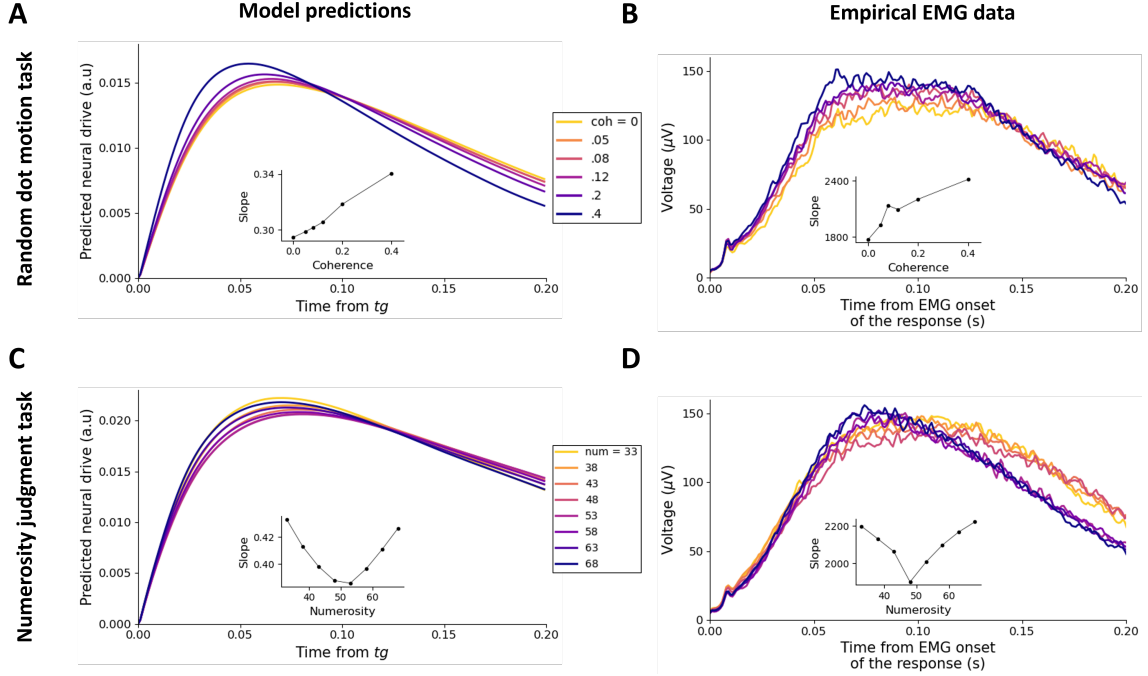 A
Model predictions
B
Empirical EMG data
Random dot motion task
Predicted neural drive (a.u)
0.015
0.010
0.005
0.000
0.00
0.05
0.10
0.15
0.20
Time from tg
Slope
0.34
0.30
0.0
0.2
0.4
Coherence
coh = 0
.05
.08
.12
.2
.4
Voltage (μV)
150
100
50
0
0.00
0.05
0.10
0.15
0.20
Time from EMG onset
of the response (s)
Slope
2400
1800
0.0
0.2
0.4
Coherence
C
D
Numerosity judgment task
Predicted neural drive (a.u)
0.020
0.015
0.010
0.005
0.000
0.00
0.05
0.10
0.15
0.20
Time from tg
Slope
0.42
0.40
40
50
60
Numerosity
num = 33
38
43
48
53
58
63
68
Voltage (μV)
150
100
50
0
0.00
0.05
0.10
0.15
0.20
Time from EMG onset
of the response (s)
Slope
2200
2000
40
50
60
Numerosity